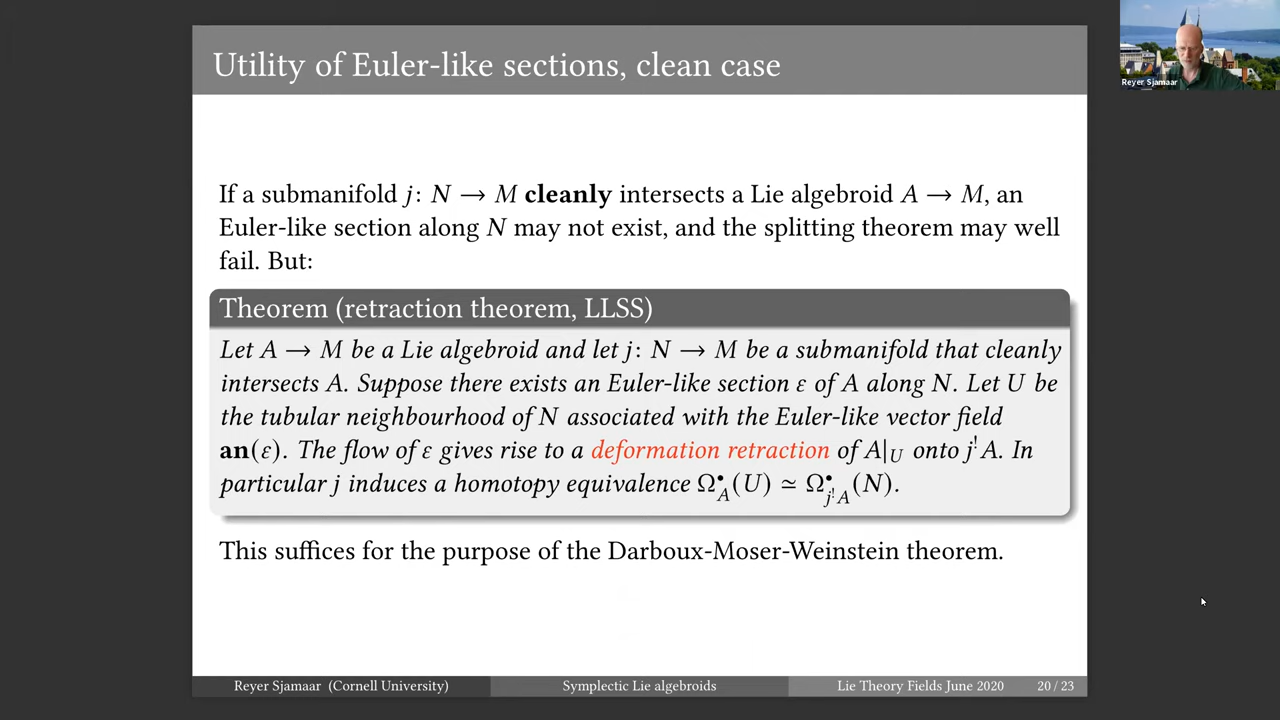 Utility of Euler-like sections, clean case
Reyer Sjamaar
If a submanifold j: N → M cleanly intersects a Lie algebroid A → M, an
Euler-like section along N may not exist, and the splitting theorem may well
fail. But:
Theorem (retraction theorem, LLSS)
Let A → M be a Lie algebroid and let j: N → M be a submanifold that cleanly
intersects A. Suppose there exists an Euler-like section ε of A along N. Let U be
the tubular neighbourhood of N associated with the Euler-like vector field
an(ε). The flow of ε gives rise to a deformation retraction of A|_U onto j^!A. In
particular j induces a homotopy equivalence Ω^•_A(U) ≃ Ω^•_{j^!A}(N).
This suffices for the purpose of the Darboux-Moser-Weinstein theorem.
Reyer Sjamaar (Cornell University) Symplectic Lie algebroids Lie Theory Fields June 2020 20 / 23